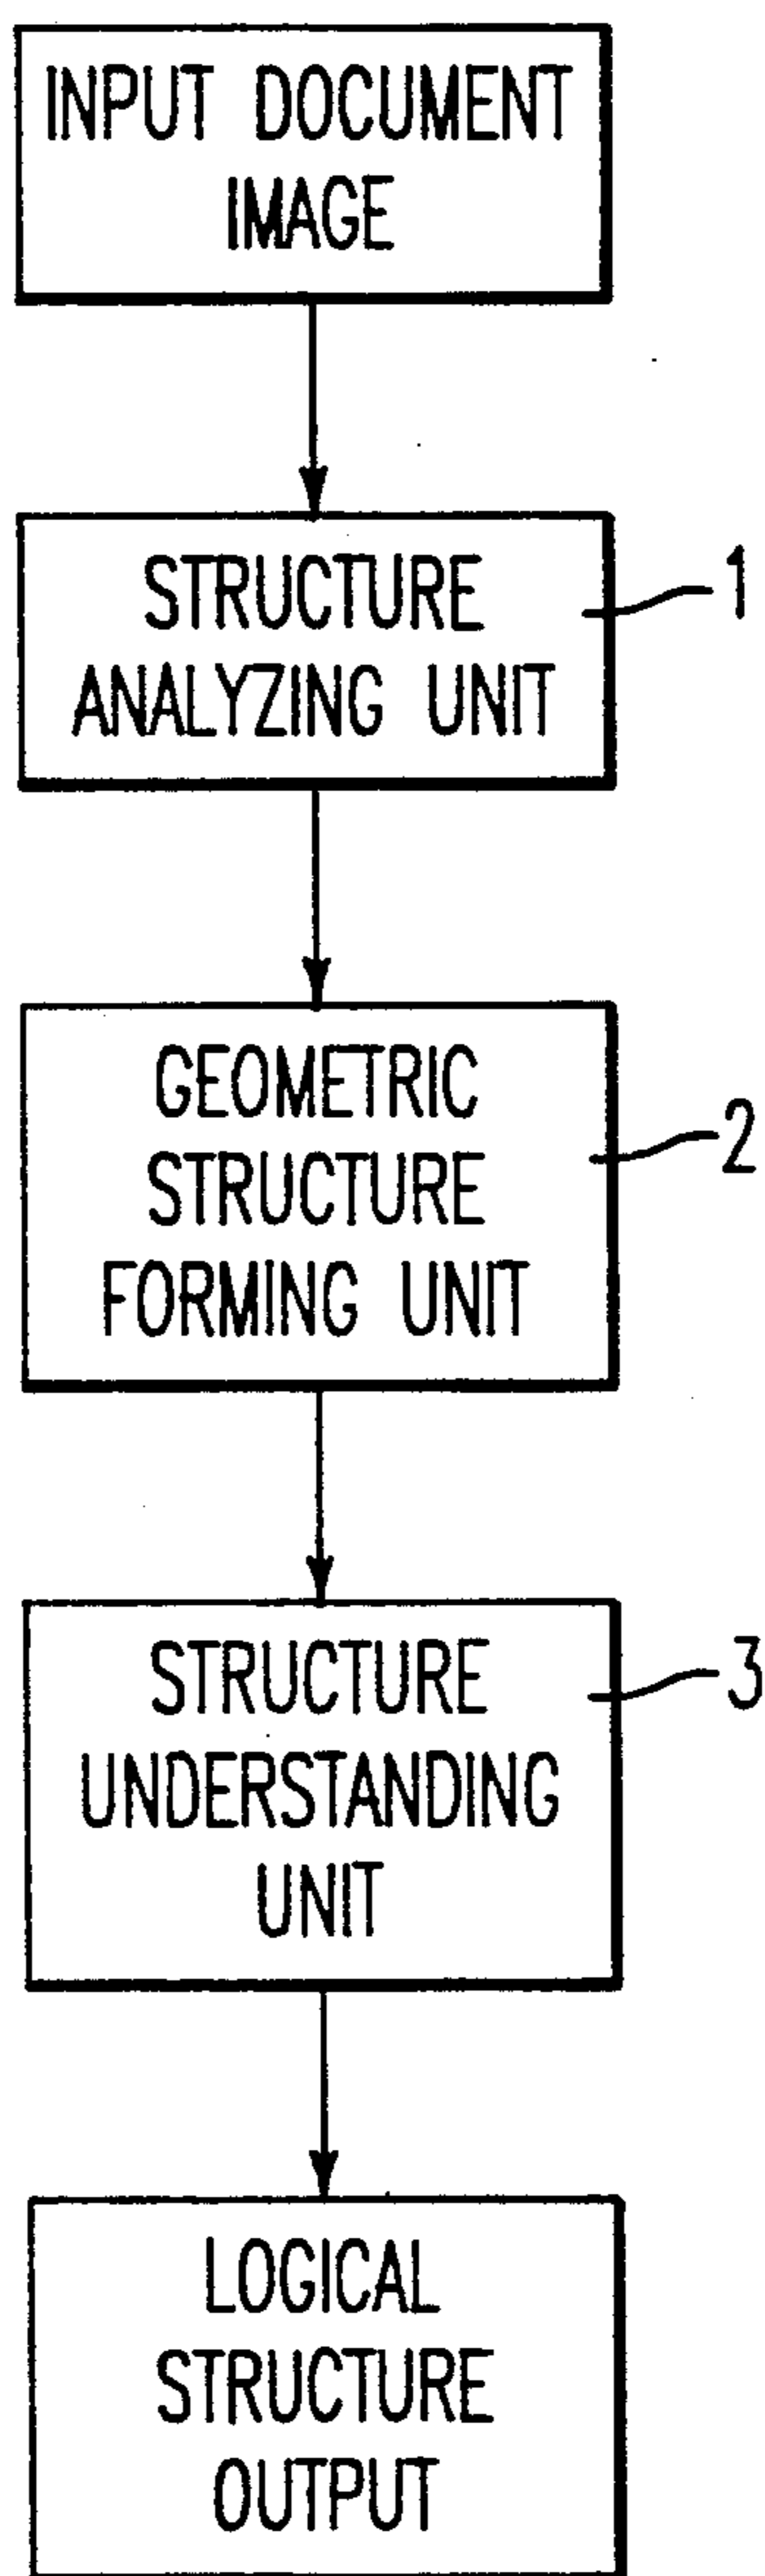 INPUT DOCUMENT
IMAGE
STRUCTURE
ANALYZING UNIT
1
GEOMETRIC
STRUCTURE
FORMING UNIT
2
STRUCTURE
UNDERSTANDING
UNIT
3
LOGICAL
STRUCTURE
OUTPUT